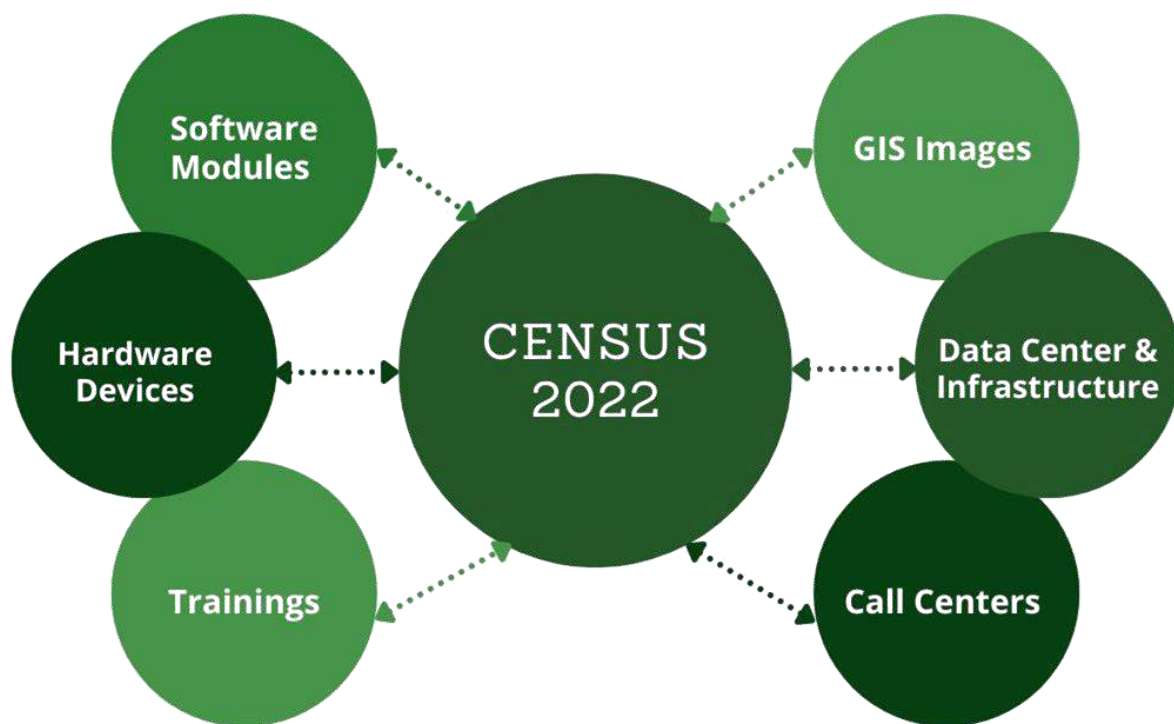 Software
Modules
GIS Images
Hardware
Devices
CENSUS
2022
Data Center &
Infrastructure
Trainings
Call Centers